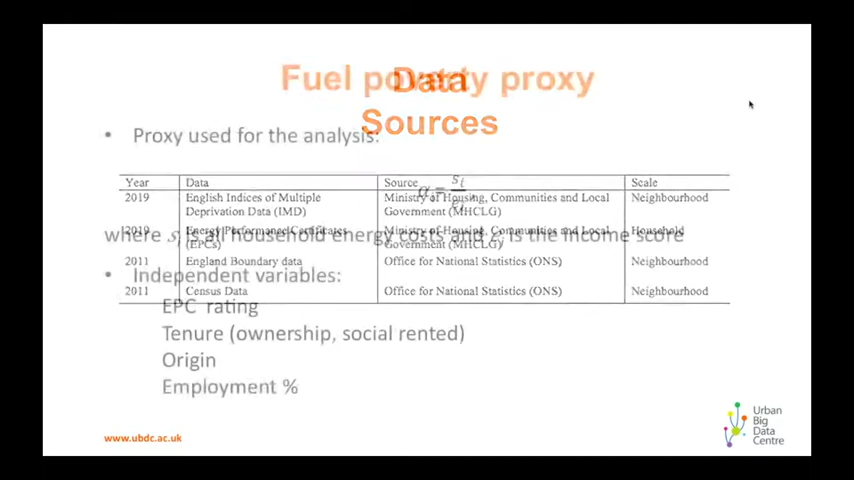 Fuel poverty proxy
Data
Sources
• Proxy used for the analysis:
Year Data Source Scale
2019 English Indices of Multiple Deprivation Data (IMD) Ministry of Housing, Communities and Local Government (MHCLG) Neighbourhood
2019 Energy Performance Certificates (EPCs) Ministry of Housing, Communities and Local Government (MHCLG) Household
2011 England Boundary data Office for National Statistics (ONS) Neighbourhood
2011 Census Data Office for National Statistics (ONS) Neighbourhood
where is all household energy costs and is the income score
• Independent variables:
EPC rating
Tenure (ownership, social rented)
Origin
Employment %
www.ubdc.ac.uk
Urban
Big
Data
Centre